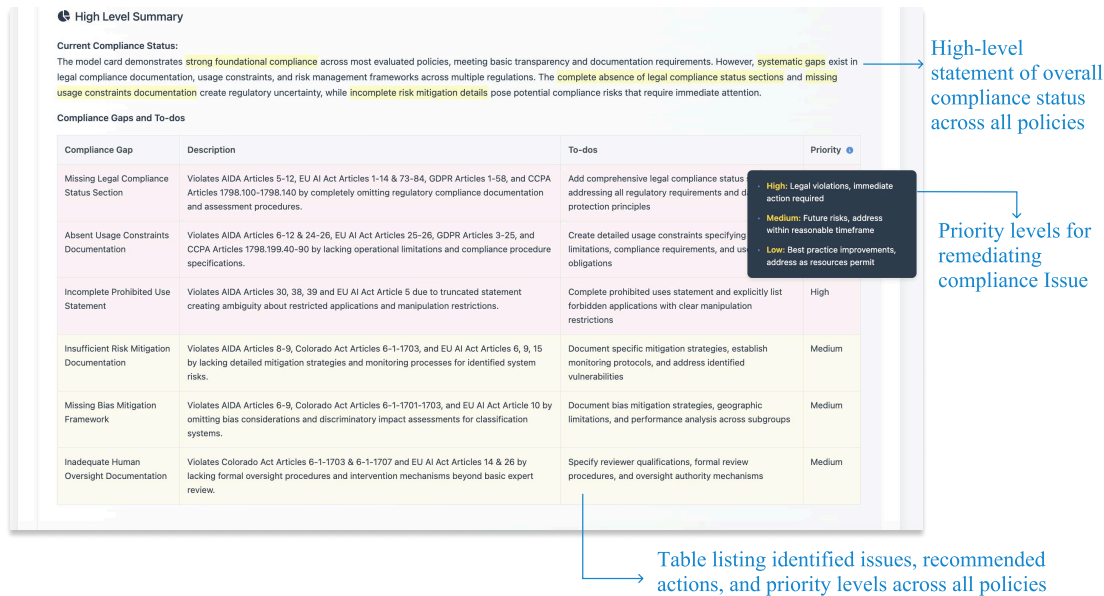 High Level Summary
Current Compliance Status:
The model card demonstrates strong foundational compliance across most evaluated policies, meeting basic transparency and documentation requirements. However, systematic gaps exist in
legal compliance documentation, usage constraints, and risk management frameworks across multiple regulations. The complete absence of legal compliance status sections and missing
usage constraints documentation create regulatory uncertainty, while incomplete risk mitigation details pose potential compliance risks that require immediate attention.
High-level
statement of overall
compliance status
across all policies
Compliance Gaps and To-dos
Compliance Gap Description To-dos Priority
Missing Legal Compliance
Status Section
Violates AIDA Articles 5-12, EU AI Act Articles 1-14 & 73-84, GDPR Articles 1-58, and CCPA
Articles 1798.100-1798.140 by completely omitting regulatory compliance documentation
and assessment procedures.
Add comprehensive legal compliance status
addressing all regulatory requirements and
protection principles
High: Legal violations, immediate
action required
Medium: Future risks, address
within reasonable timeframe
Low: Best practice improvements,
address as resources permit
Priority levels for
remediating
compliance Issue
Absent Usage Constraints
Documentation
Violates AIDA Articles 6-12 & 24-26, EU AI Act Articles 25-26, GDPR Articles 3-25, and
CCPA Articles 1798.199.40-90 by lacking operational limitations and compliance procedure
specifications.
Create detailed usage constraints specifying
limitations, compliance requirements, and
obligations
Incomplete Prohibited Use
Statement
Violates AIDA Articles 30, 38, 39 and EU AI Act Article 5 due to truncated statement
creating ambiguity about restricted applications and manipulation restrictions.
Complete prohibited uses statement and explicitly list
forbidden applications with clear manipulation
restrictions
High
Insufficient Risk Mitigation
Documentation
Violates AIDA Articles 8-9, Colorado Act Articles 6-1-1703, and EU AI Act Articles 6, 9, 15
by lacking detailed mitigation strategies and monitoring processes for identified system
risks.
Document specific mitigation strategies, establish
monitoring protocols, and address identified
vulnerabilities
Medium
Missing Bias Mitigation
Framework
Violates AIDA Articles 6-9, Colorado Act Articles 6-1-1701-1703, and EU AI Act Article 10 by
omitting bias considerations and discriminatory impact assessments for classification
systems.
Document bias mitigation strategies, geographic
limitations, and performance analysis across subgroups
Medium
Inadequate Human
Oversight Documentation
Violates Colorado Act Articles 6-1-1703 & 6-1-1707 and EU AI Act Articles 14 & 26 by
lacking formal oversight procedures and intervention mechanisms beyond basic expert
review.
Specify reviewer qualifications, formal review
procedures, and oversight authority mechanisms
Medium
Table listing identified issues, recommended
actions, and priority levels across all policies